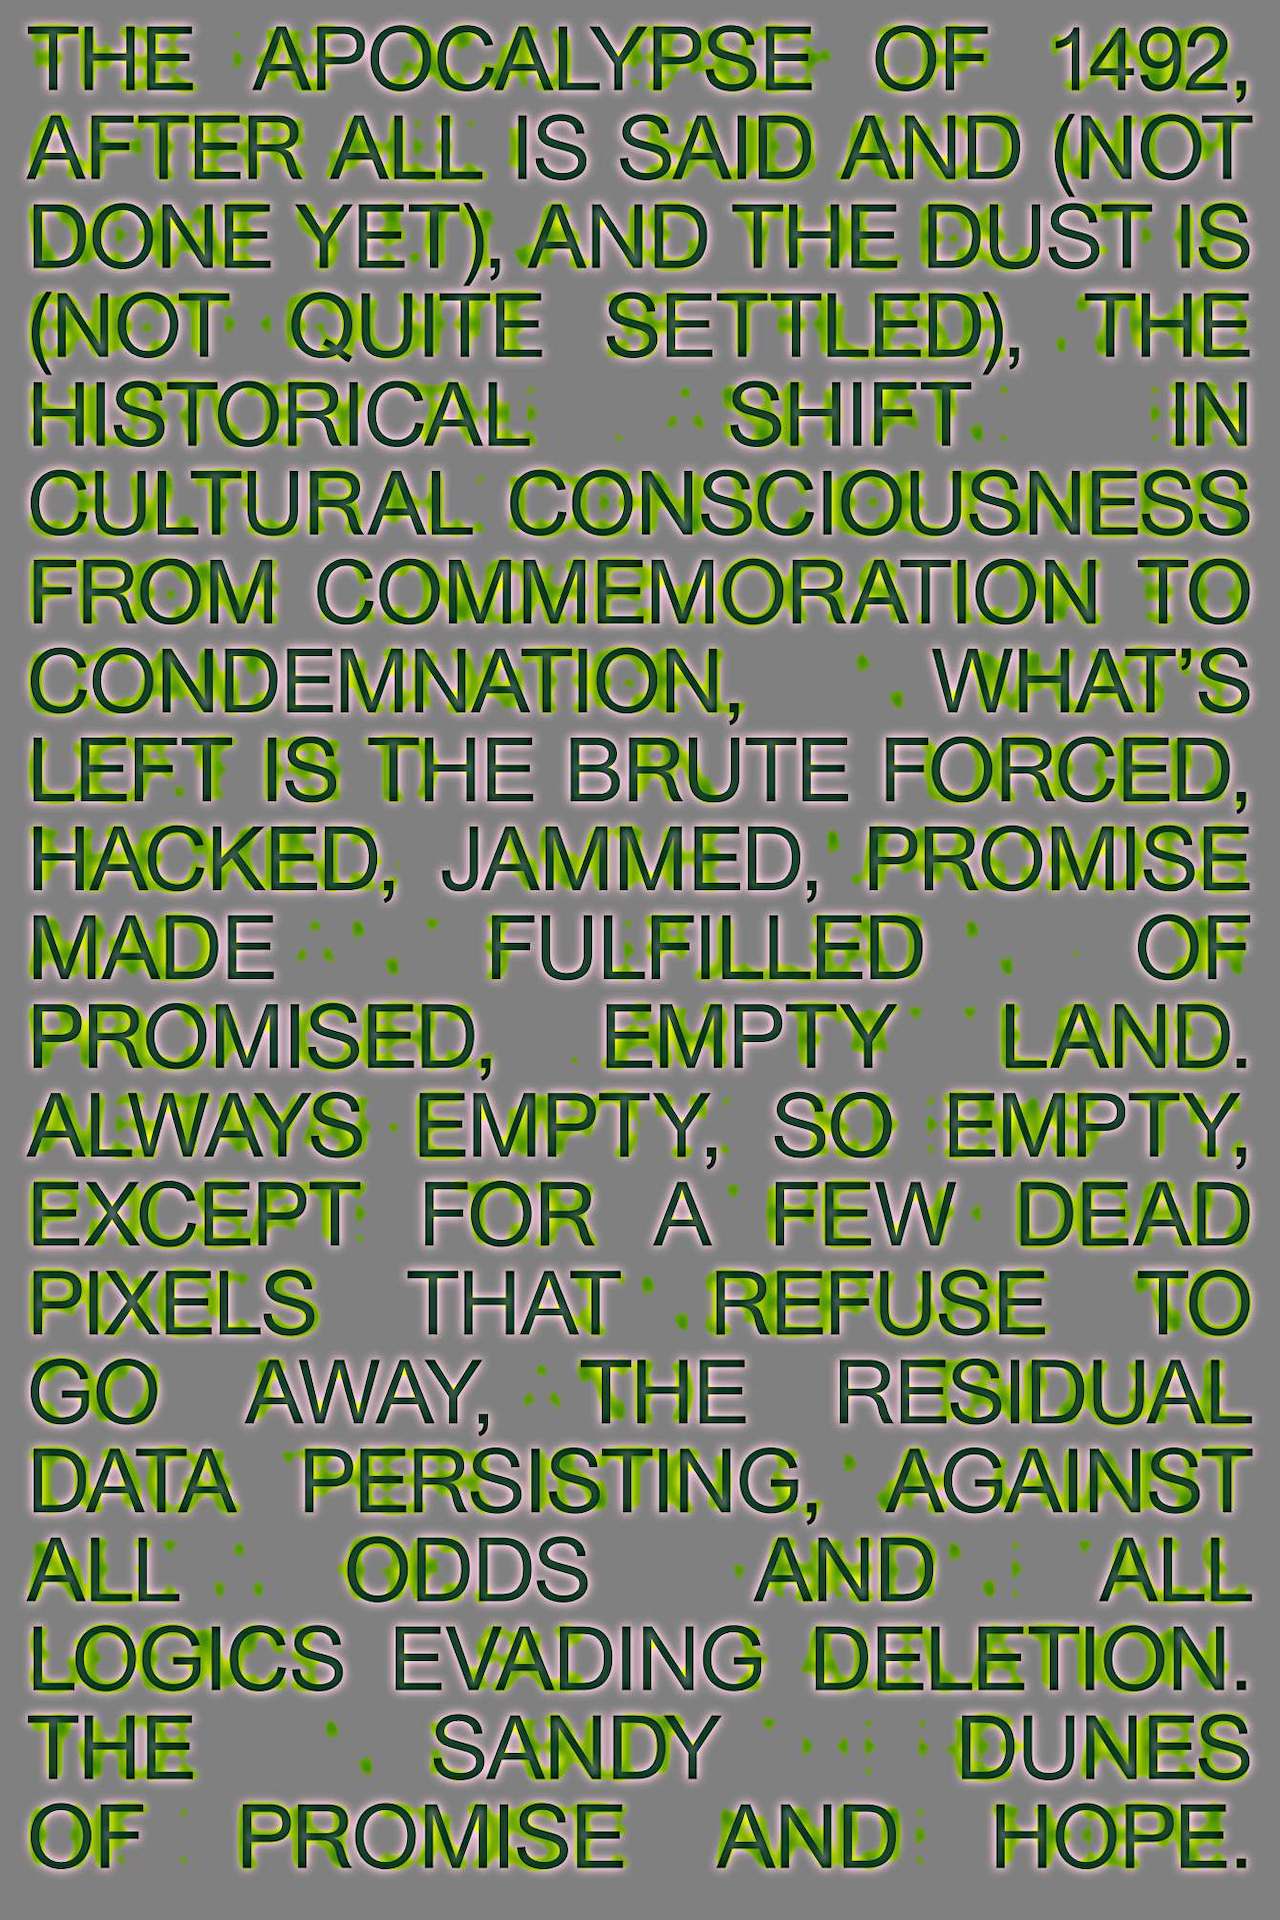 THE APOCALYPSE OF 1492,
AFTER ALL IS SAID AND (NOT
DONE YET), AND THE DUST IS
(NOT QUITE SETTLED), THE
HISTORICAL SHIFT IN
CULTURAL CONSCIOUSNESS
FROM COMMEMORATION TO
CONDEMNATION, WHAT’S
LEFT IS THE BRUTE FORCED,
HACKED, JAMMED, PROMISE
MADE FULFILLED OF
PROMISED, EMPTY LAND.
ALWAYS EMPTY, SO EMPTY,
EXCEPT FOR A FEW DEAD
PIXELS THAT REFUSE TO
GO AWAY, THE RESIDUAL
DATA PERSISTING, AGAINST
ALL ODDS AND ALL
LOGICS EVADING DELETION.
THE SANDY DUNES
OF PROMISE AND HOPE.